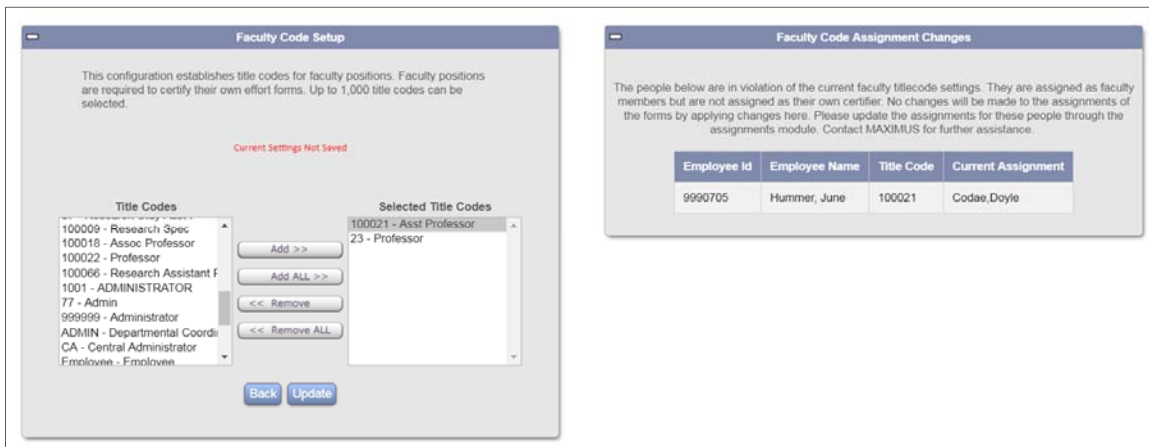 Faculty Code Setup
This configuration establishes title codes for faculty positions. Faculty positions
are required to certify their own effort forms. Up to 1,000 title codes can be
selected.
Current Settings Not Saved
Title Codes
100009 - Research Spec
100018 - Assoc Professor
100022 - Professor
100066 - Research Assistant P
1001 - ADMINISTRATOR
77 - Admin
999999 - Administrator
ADMIN - Departmental Coordi
CA - Central Administrator
Employee - Employee
Add >>
Add ALL >>
<< Remove
<< Remove ALL
Selected Title Codes
100021 - Asst Professor
23 - Professor
Back Update
Faculty Code Assignment Changes
The people below are in violation of the current faculty titlecode settings. They are assigned as faculty
members but are not assigned as their own certifier. No changes will be made to the assignments of
the forms by applying changes here. Please update the assignments for these people through the
assignments module. Contact MAXIMUS for further assistance.
Employee Id Employee Name Title Code Current Assignment
9990705 Hummer, June 100021 Codae,Doyle